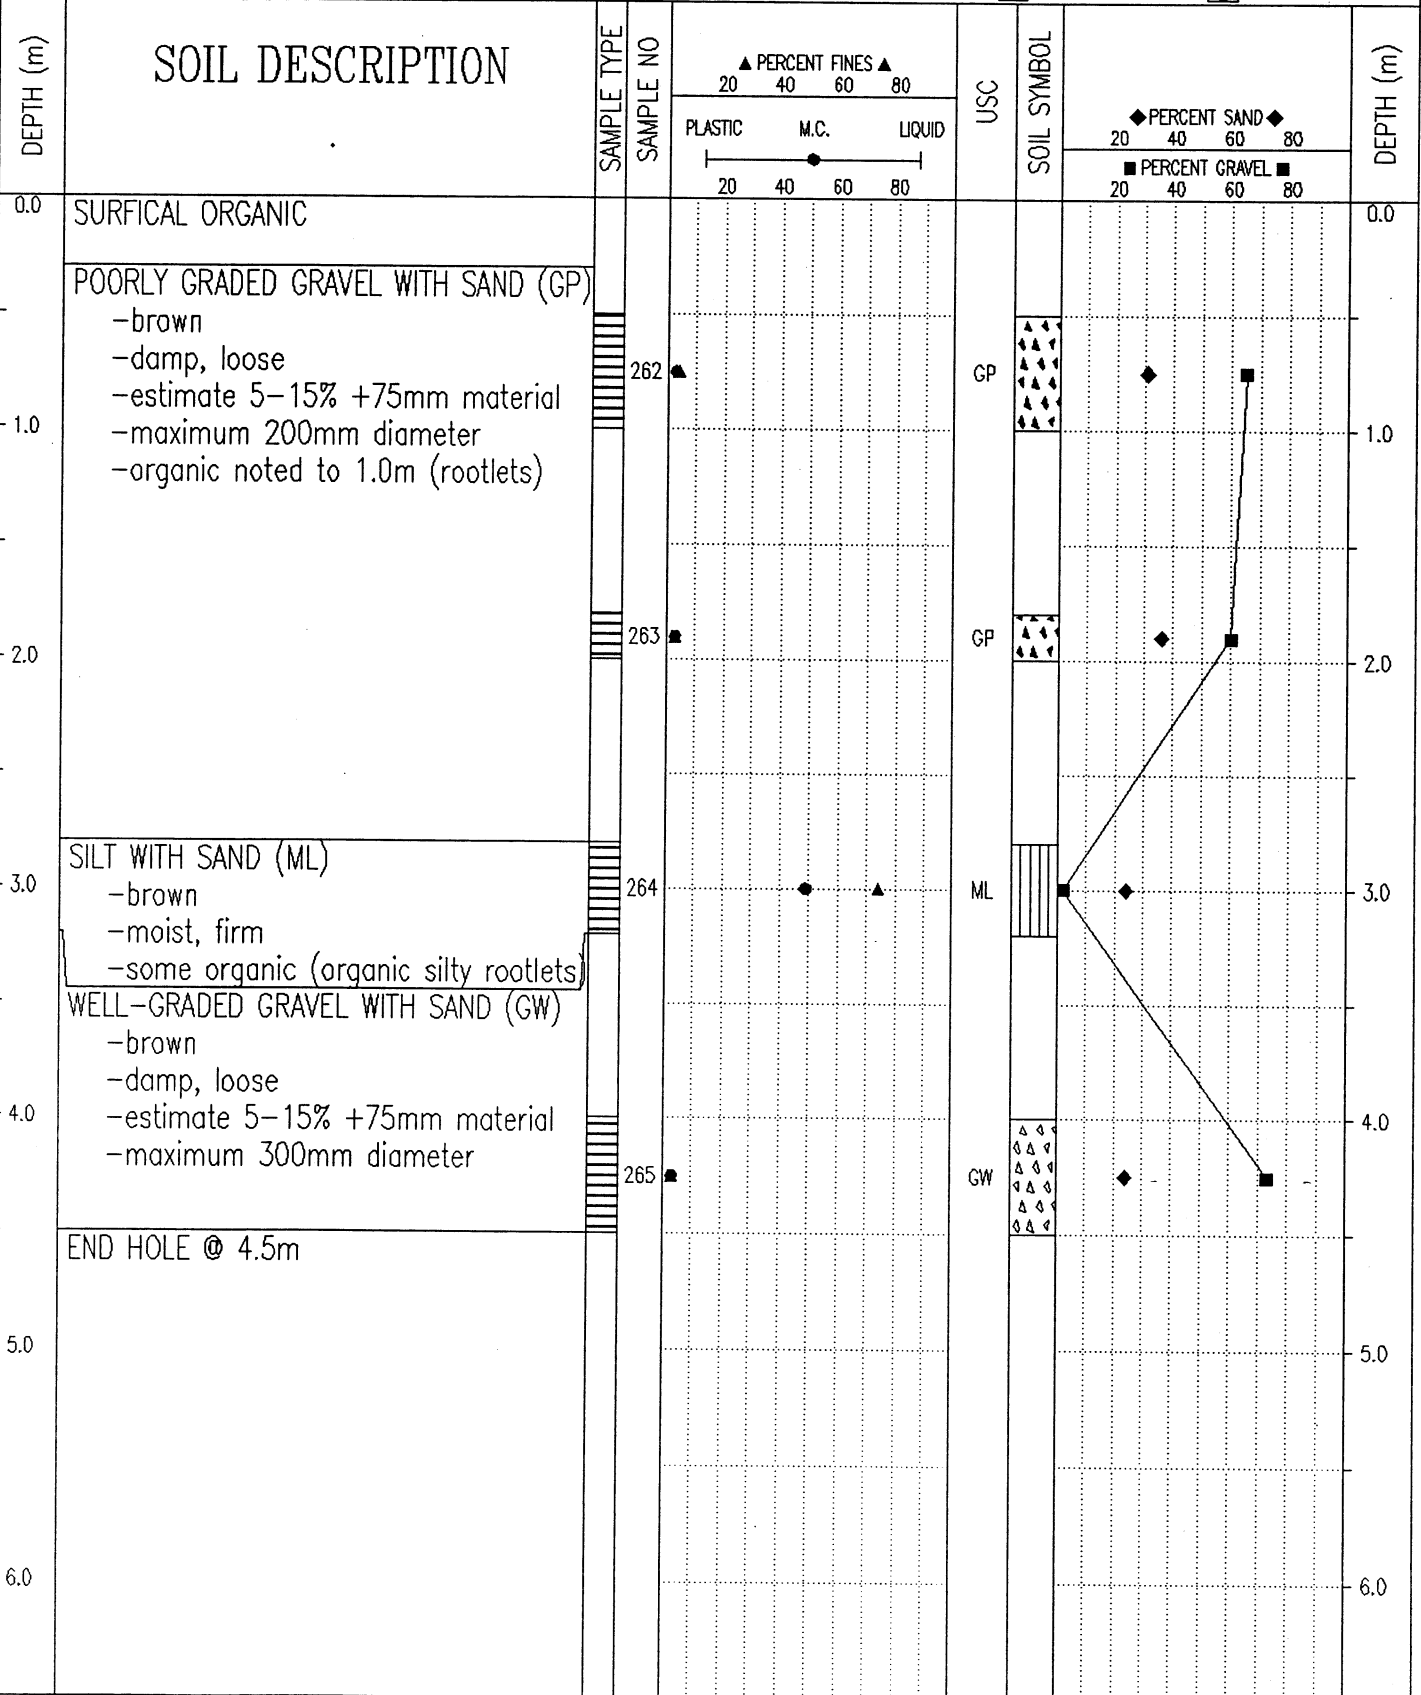 DEPTH (m)
SOIL DESCRIPTION
SAMPLE TYPE
SAMPLE NO
▲ PERCENT FINES ▲
20 40 60 80
PLASTIC M.C. LIQUID
20 40 60 80
USC
SOIL SYMBOL
◆PERCENT SAND◆
20 40 60 80
■ PERCENT GRAVEL ■
20 40 60 80
DEPTH (m)
0.0 SURFICAL ORGANIC 0.0
POORLY GRADED GRAVEL WITH SAND (GP)
-brown
-damp, loose
262 GP
-estimate 5-15% +75mm material
1.0 -maximum 200mm diameter 1.0
-organic noted to 1.0m (rootlets)
263 GP
2.0 2.0
SILT WITH SAND (ML)
3.0 -brown 264 ML 3.0
-moist, firm
-some organic (organic silty rootlets)
WELL-GRADED GRAVEL WITH SAND (GW)
-brown
-damp, loose
4.0 -estimate 5-15% +75mm material 4.0
-maximum 300mm diameter
265 GW
END HOLE @ 4.5m
5.0 5.0
6.0 6.0